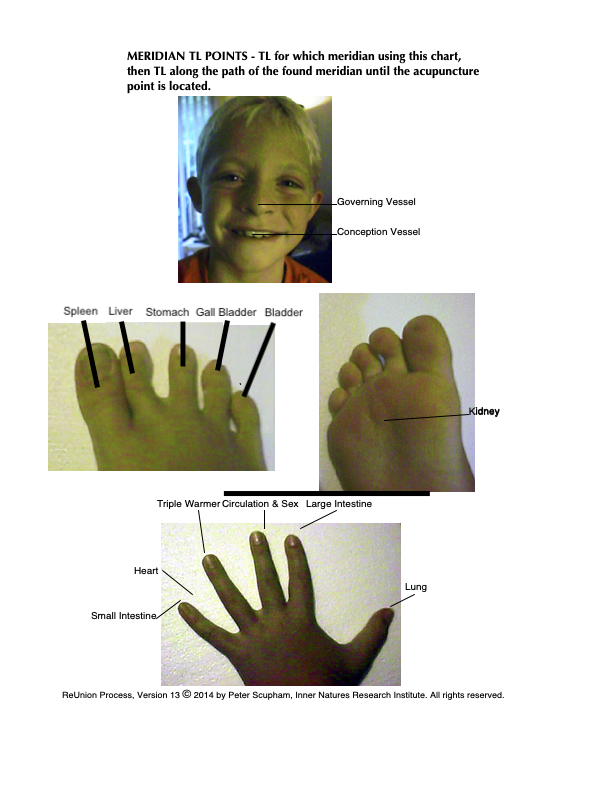 MERIDIAN TL POINTS - TL for which meridian using this chart,
then TL along the path of the found meridian until the acupuncture
point is located.
Governing Vessel
Conception Vessel
Spleen Liver Stomach Gall Bladder Bladder
Kidney
Triple Warmer Circulation & Sex Large Intestine
Heart
Lung
Small Intestine
ReUnion Process, Version 13 © 2014 by Peter Scupham, Inner Natures Research Institute. All rights reserved.